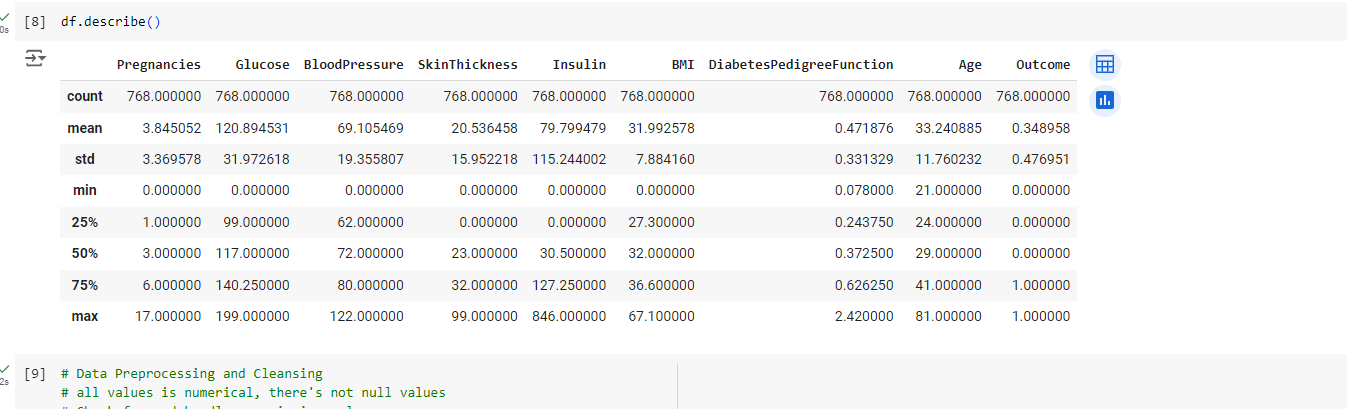 [8] df.describe()
0s
Pregnancies Glucose BloodPressure SkinThickness Insulin BMI DiabetesPedigreeFunction Age Outcome
count 768.000000 768.000000 768.000000 768.000000 768.000000 768.000000 768.000000 768.000000 768.000000
mean 3.845052 120.894531 69.105469 20.536458 79.799479 31.992578 0.471876 33.240885 0.348958
std 3.369578 31.972618 19.355807 15.952218 115.244002 7.884160 0.331329 11.760232 0.476951
min 0.000000 0.000000 0.000000 0.000000 0.000000 0.000000 0.078000 21.000000 0.000000
25% 1.000000 99.000000 62.000000 0.000000 0.000000 27.300000 0.243750 24.000000 0.000000
50% 3.000000 117.000000 72.000000 23.000000 30.500000 32.000000 0.372500 29.000000 0.000000
75% 6.000000 140.250000 80.000000 32.000000 127.250000 36.600000 0.626250 41.000000 1.000000
max 17.000000 199.000000 122.000000 99.000000 846.000000 67.100000 2.420000 81.000000 1.000000
[9] # Data Preprocessing and Cleansing
2s
# all values is numerical, there's not null values